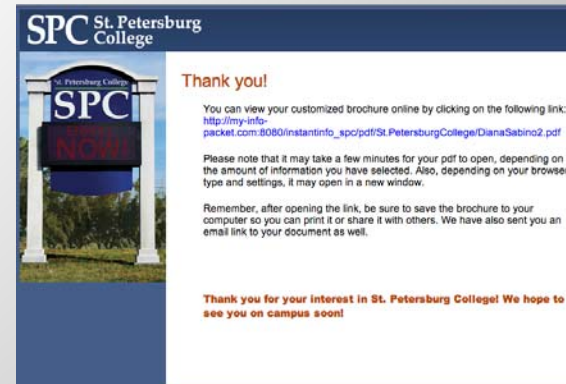 SPC St. Petersburg
College
St. Petersburg College
SPC
NOW!
Thank you!
You can view your customized brochure online by clicking on the following link:
http://my-info-
packet.com:8080/instantinfo_spc/pdf/St.PetersburgCollege/DianaSabino2.pdf
Please note that it may take a few minutes for your pdf to open, depending on
the amount of information you have selected. Also, depending on your browser
type and settings, it may open in a new window.
Remember, after opening the link, be sure to save the brochure to your
computer so you can print it or share it with others. We have also sent you an
email link to your document as well.
Thank you for your interest in St. Petersburg College! We hope to
see you on campus soon!